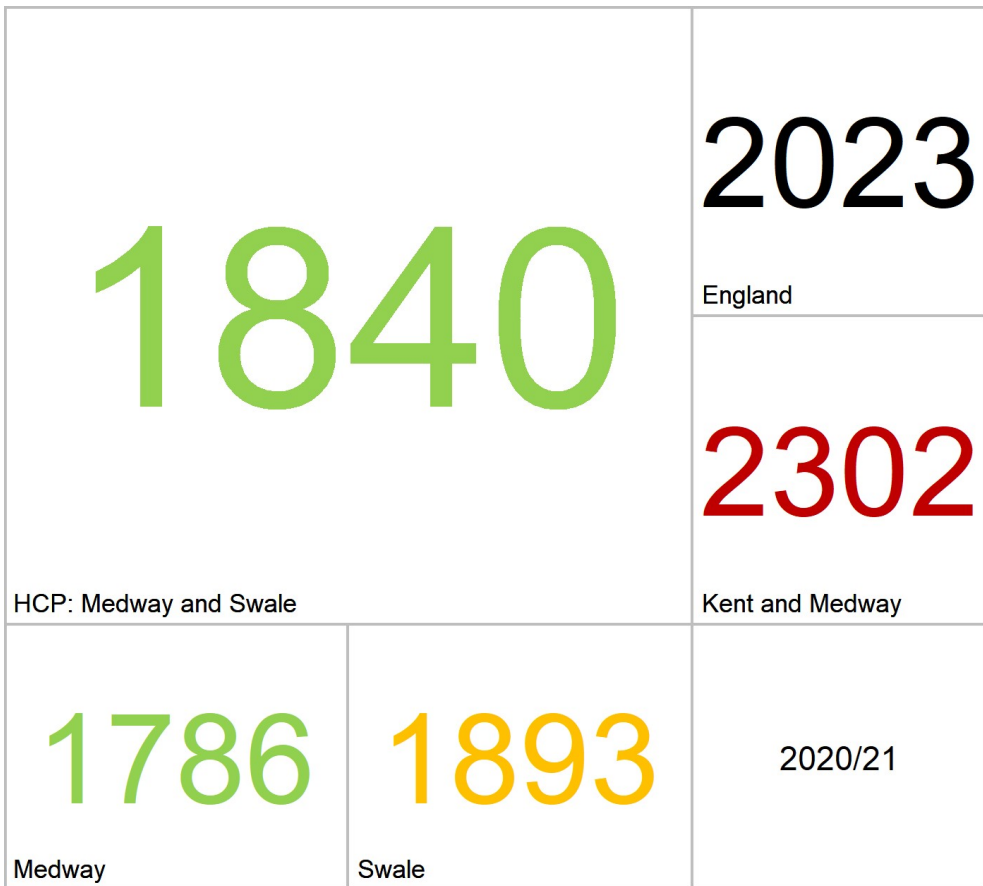 1840
HCP: Medway and Swale
2023
England
2302
Kent and Medway
1786
Medway
1893
Swale
2020/21